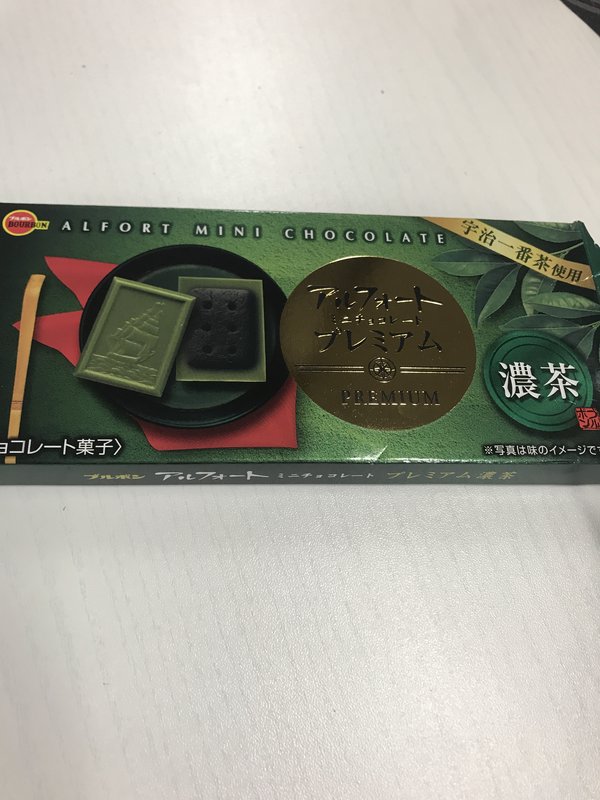 ブルボン
BOURBON
ALFORT MINI CHOCOLATE
宇治一番茶使用
アルフォート
ミニチョコレート
プレミアム
PREMIUM
濃茶
ョコレート菓子〉
※写真は味のイメージです
ブルボン アルフォート ミニチョコレート プレミアム濃茶